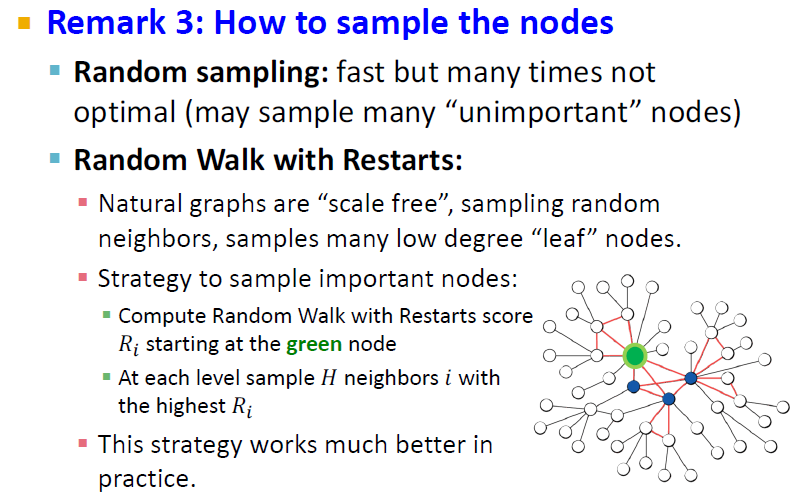 Remark 3: How to sample the nodes
Random sampling: fast but many times not
optimal (may sample many “unimportant” nodes)
Random Walk with Restarts:
Natural graphs are “scale free”, sampling random
neighbors, samples many low degree “leaf” nodes.
Strategy to sample important nodes:
Compute Random Walk with Restarts score
Rᵢ starting at the green node
At each level sample H neighbors i with
the highest Rᵢ
This strategy works much better in
practice.